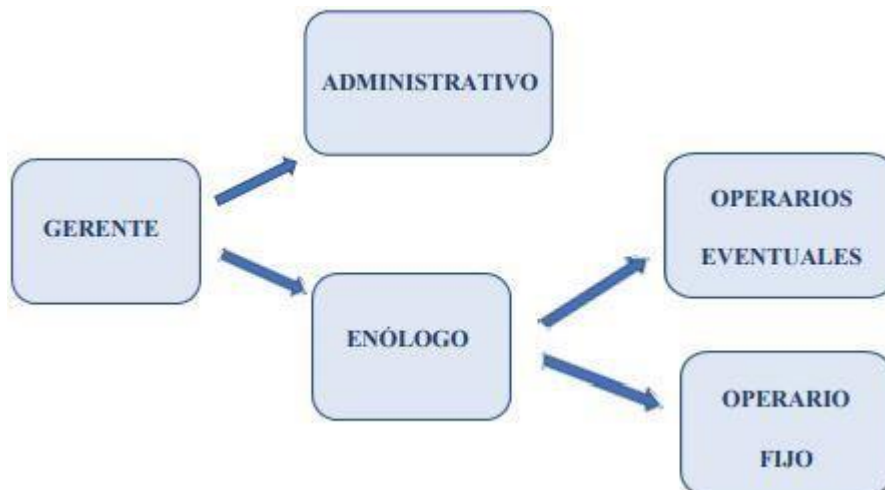 ADMINISTRATIVO
GERENTE
ENÓLOGO
OPERARIOS
EVENTUALES
OPERARIO
FIJO